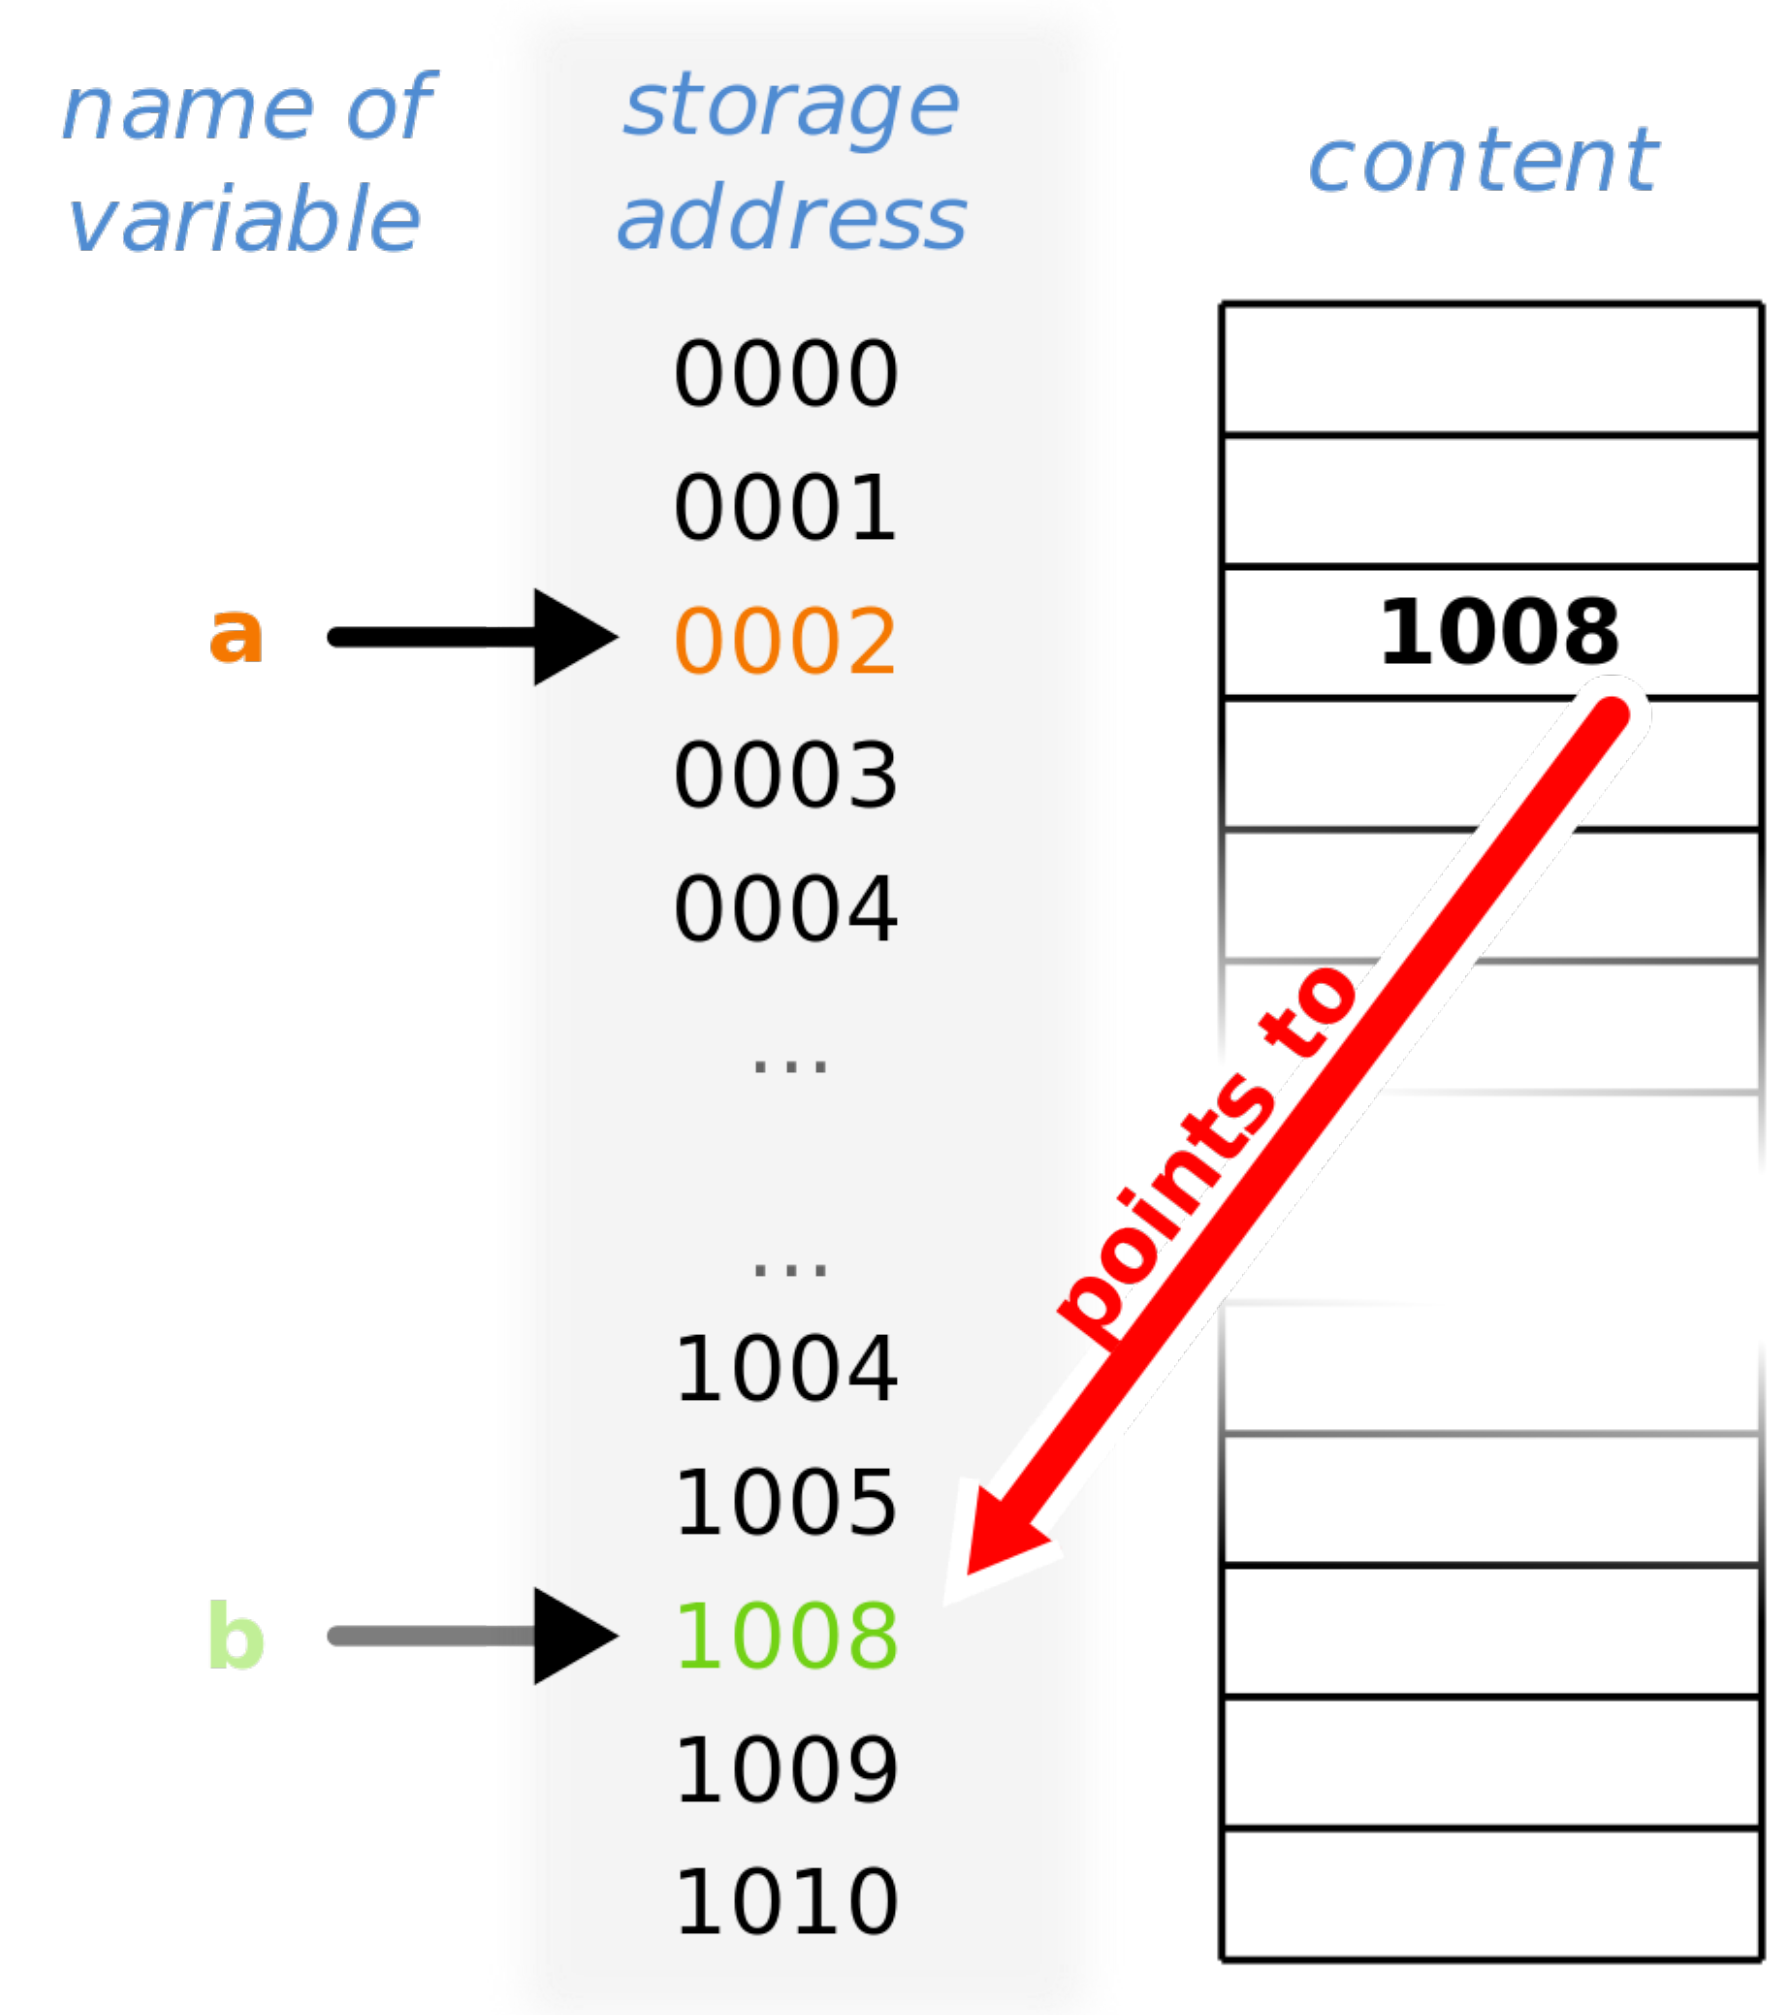 name of
variable
storage
address
content
0000
0001
a
0002
1008
0003
0004
...
points to
...
1004
1005
b
1008
1009
1010